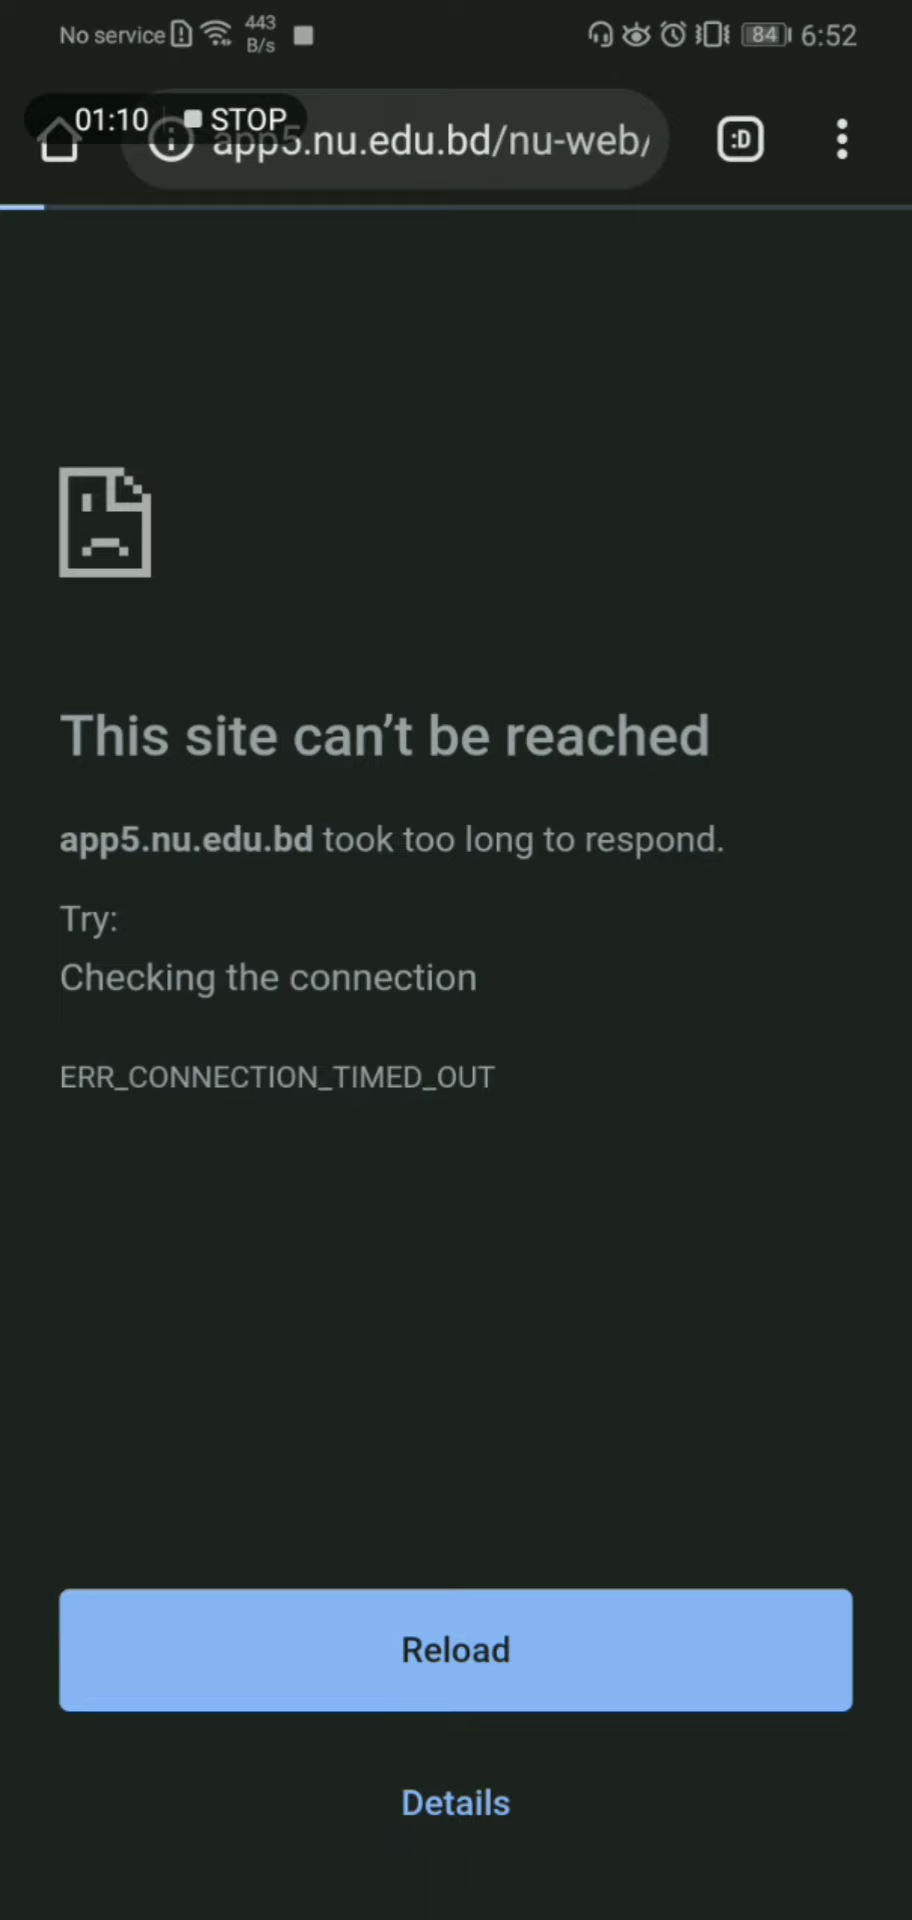 No service 443 B/s 84 6:52
01:10 STOP
app5.nu.edu.bd/nu-web/ :D
This site can’t be reached
app5.nu.edu.bd took too long to respond.
Try:
Checking the connection
ERR_CONNECTION_TIMED_OUT
Reload
Details